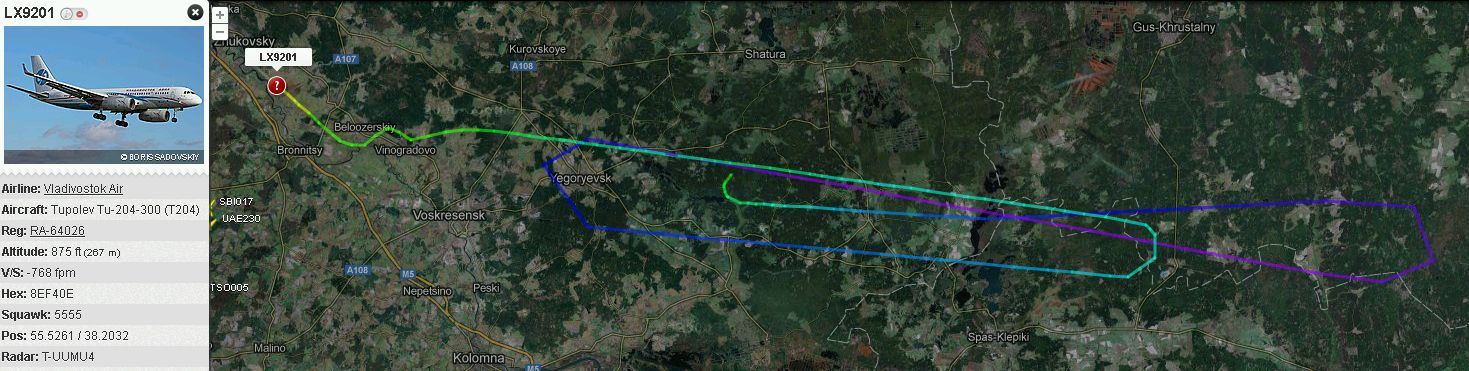 LX9201
© BORIS SADOVSKIY
Airline: Vladivostok Air
Aircraft: Tupolev Tu-204-300 (T204)
Reg: RA-64026
Altitude: 875 ft (267 m)
V/S: -768 fpm
Hex: 8EF40E
Squawk: 5555
Pos: 55.5261 / 38.2032
Radar: T-UUMU4
+
−
Zhukovsky
LX9201
?
A107
Kurovskoye
A108
Shatura
Gus-Khrustalny
Beloozerskiy
Bronnitsy
Vinogradovo
Yegoryevsk
SBI017
UAE230
Voskresensk
A108
M5
TSO005
Nepetsino
Peski
Malino
Kolomna
M5
Spas-Klepiki